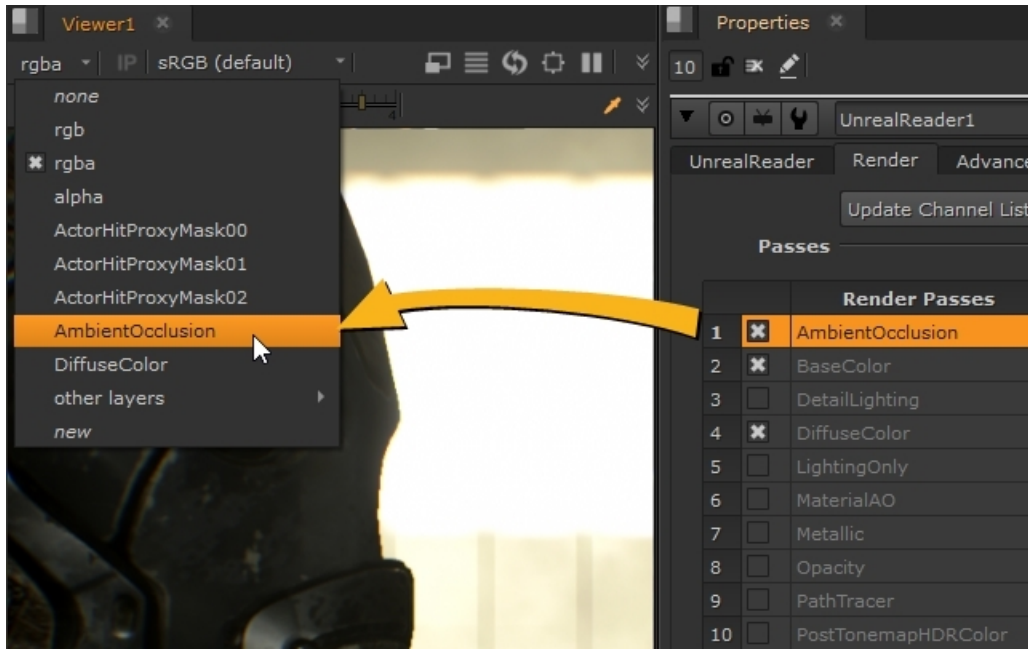 Viewer1
rgba IP sRGB (default)
4
none
rgb
rgba
alpha
ActorHitProxyMask00
ActorHitProxyMask01
ActorHitProxyMask02
AmbientOcclusion
DiffuseColor
other layers
new
Properties
10
UnrealReader1
UnrealReader Render Advance
Update Channel List
Passes
Render Passes
1 AmbientOcclusion
2 BaseColor
3 DetailLighting
4 DiffuseColor
5 LightingOnly
6 MaterialAO
7 Metallic
8 Opacity
9 PathTracer
10 PostTonemapHDRColor